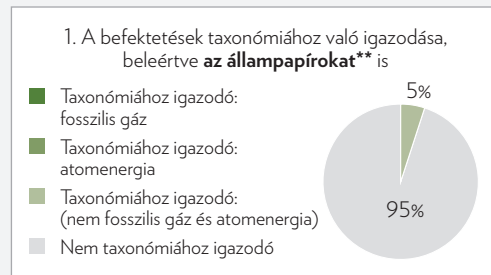 1. A befektetések taxonómiához való igazodása,
beleértve az állampapírokat** is
Taxonómiához igazodó:
fosszilis gáz
Taxonómiához igazodó:
atomenergia
Taxonómiához igazodó:
(nem fosszilis gáz és atomenergia)
Nem taxonómiához igazodó
5%
95%